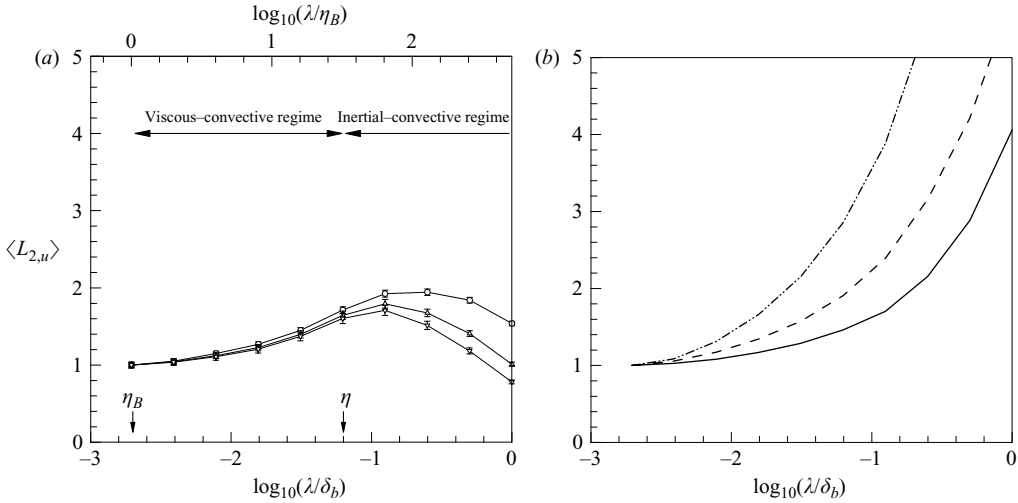 log10(λ/ηB)
0 1 2
(a) (b)
5 5
Viscous–convective regime Inertial–convective regime
4 4
3 3
⟨L2,u⟩
2 2
1 1
ηB η
0 0
–3 –2 –1 0 –3 –2 –1 0
log10(λ/δb) log10(λ/δb)